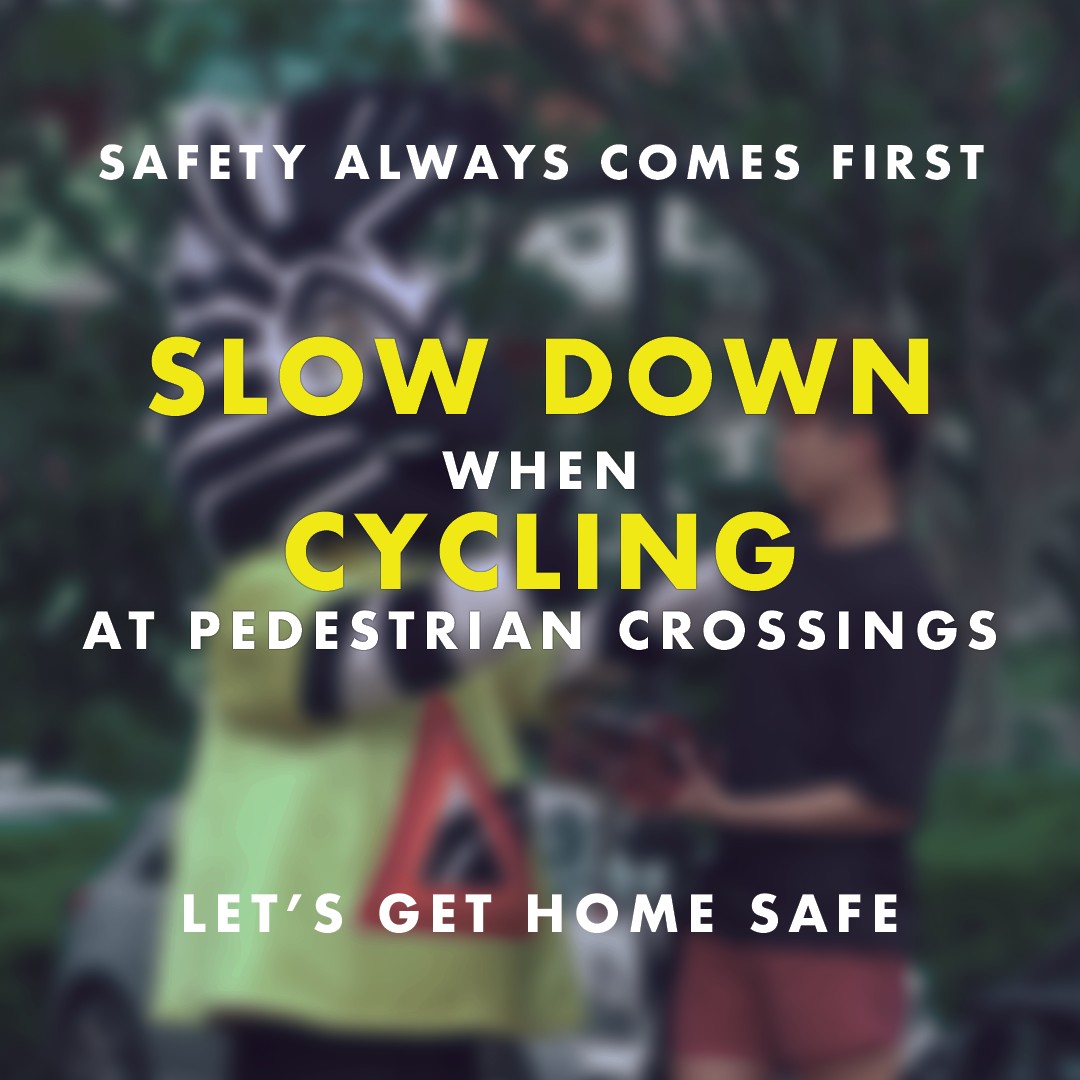 SAFETY ALWAYS COMES FIRST
SLOW DOWN
WHEN
CYCLING
AT PEDESTRIAN CROSSINGS
LET'S GET HOME SAFE